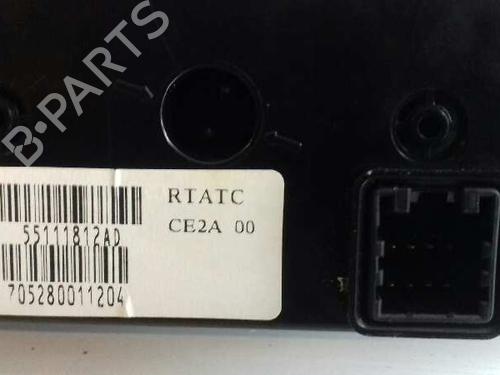 B-PARTS
RTATC
55111812AD
CE2A 00
705280011204